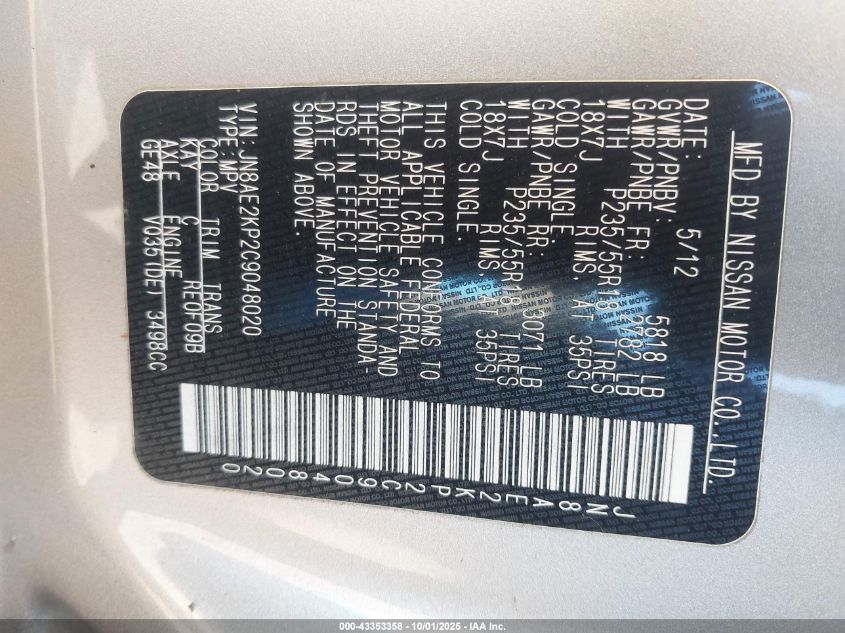 MFD BY NISSAN MOTOR CO.,LTD.
DATE: 5/12
GVWR/PNBV: 5818 LB
GAWR/PNBE FR: 2782 LB
WITH P235/55R18 TIRES
18X7J RIMS AT 35PSI
COLD SINGLE.
GAWR/PNBE RR: LB
WITH P235/55R18 TIRES
18X7J RIMS AT 35PSI
COLD SINGLE.
THIS VEHICLE CONFORMS TO
ALL APPLICABLE FEDERAL
MOTOR VEHICLE SAFETY AND
THEFT PREVENTION STANDA-
RDS IN EFFECT ON THE
DATE OF MANUFACTURE
SHOWN ABOVE.
VIN: JN8AE2KP2C9048020
TYPE: MPV
COLOR TRIM TRANS
KAY C RE0F09B
AXLE ENGINE
GE48 VQ35(DE) 3498CC
JN8AE2KP2C9048020
000-43353358 - 10/01/2025 - IAA Inc.